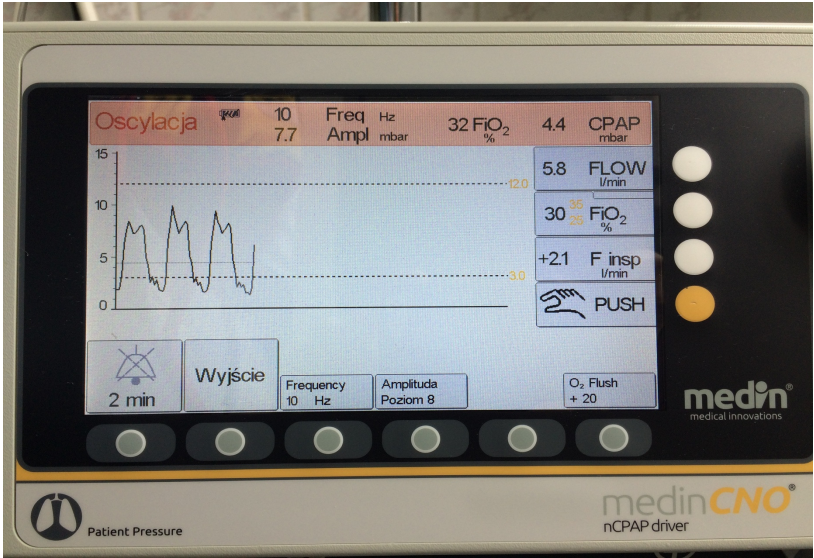 Oscylacja 10 Freq Hz 32 FiO₂ % 4.4 CPAP mbar
7.7 Ampl mbar
15
12.0
10
5
3.0
0
5.8 FLOW l/min
30 35 25 FiO₂ %
+2.1 F insp l/min
PUSH
2 min
Wyjście
Frequency
10 Hz
Amplituda
Poziom 8
O₂ Flush
+ 20
medin®
medical innovations
Patient Pressure
medinCNO®
nCPAP driver